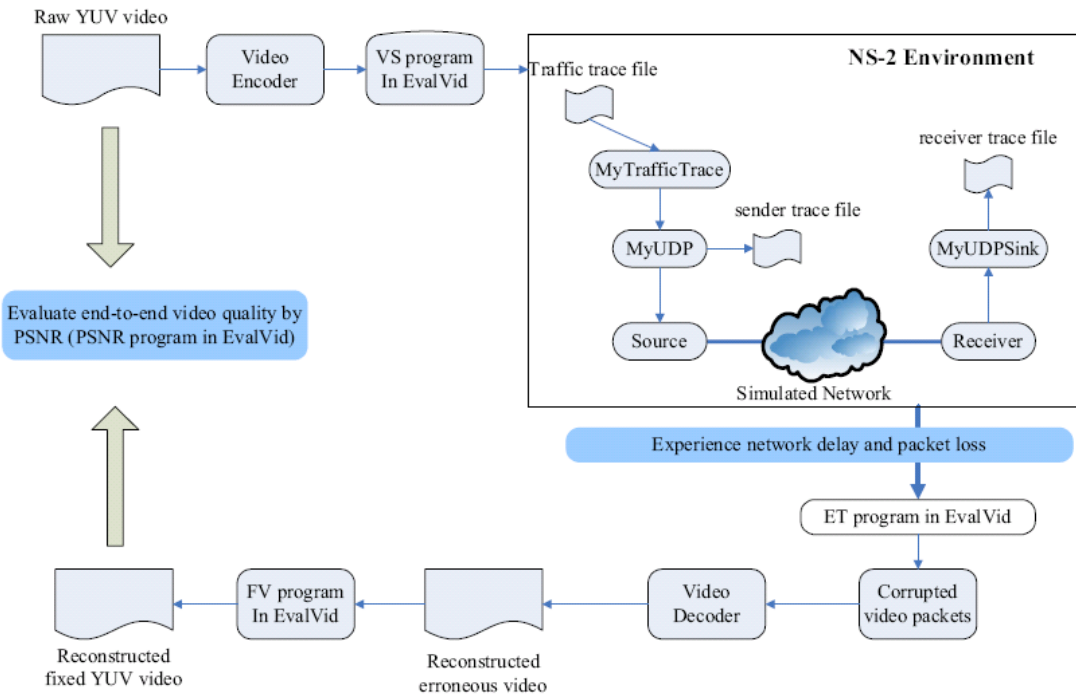 Raw YUV video
Video
Encoder
VS program
In EvalVid
NS-2 Environment
Traffic trace file
MyTrafficTrace
MyUDP
sender trace file
Source
Simulated Network
receiver trace file
MyUDPSink
Receiver
Evaluate end-to-end video quality by
PSNR (PSNR program in EvalVid)
Experience network delay and packet loss
ET program in EvalVid
Corrupted
video packets
Video
Decoder
Reconstructed
erroneous video
FV program
In EvalVid
Reconstructed
fixed YUV video